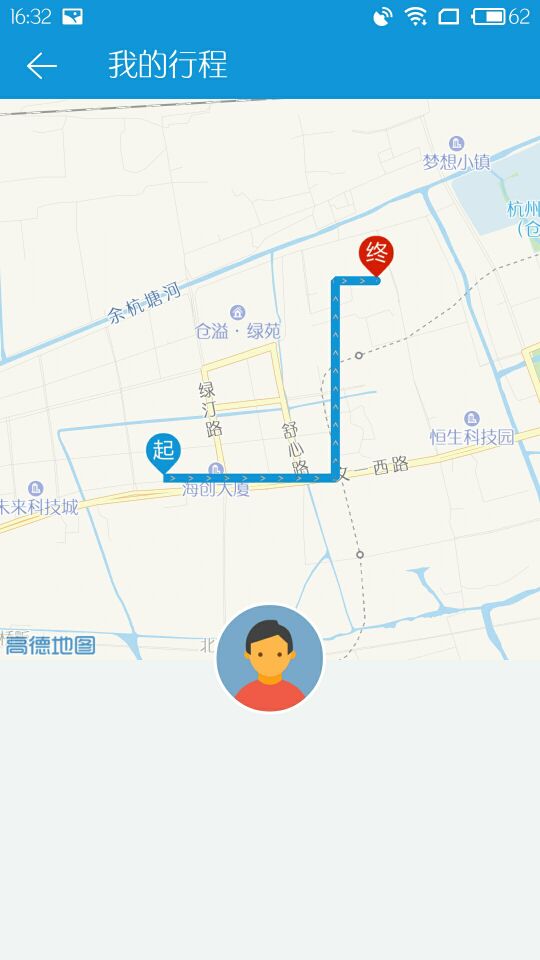 16:32
62
我的行程
梦想小镇
杭州
(仓
终
余杭塘河
仓溢·绿苑
绿汀路
舒心路
恒生科技园
起
文一西路
海创大厦
未来科技城
北
高德地图